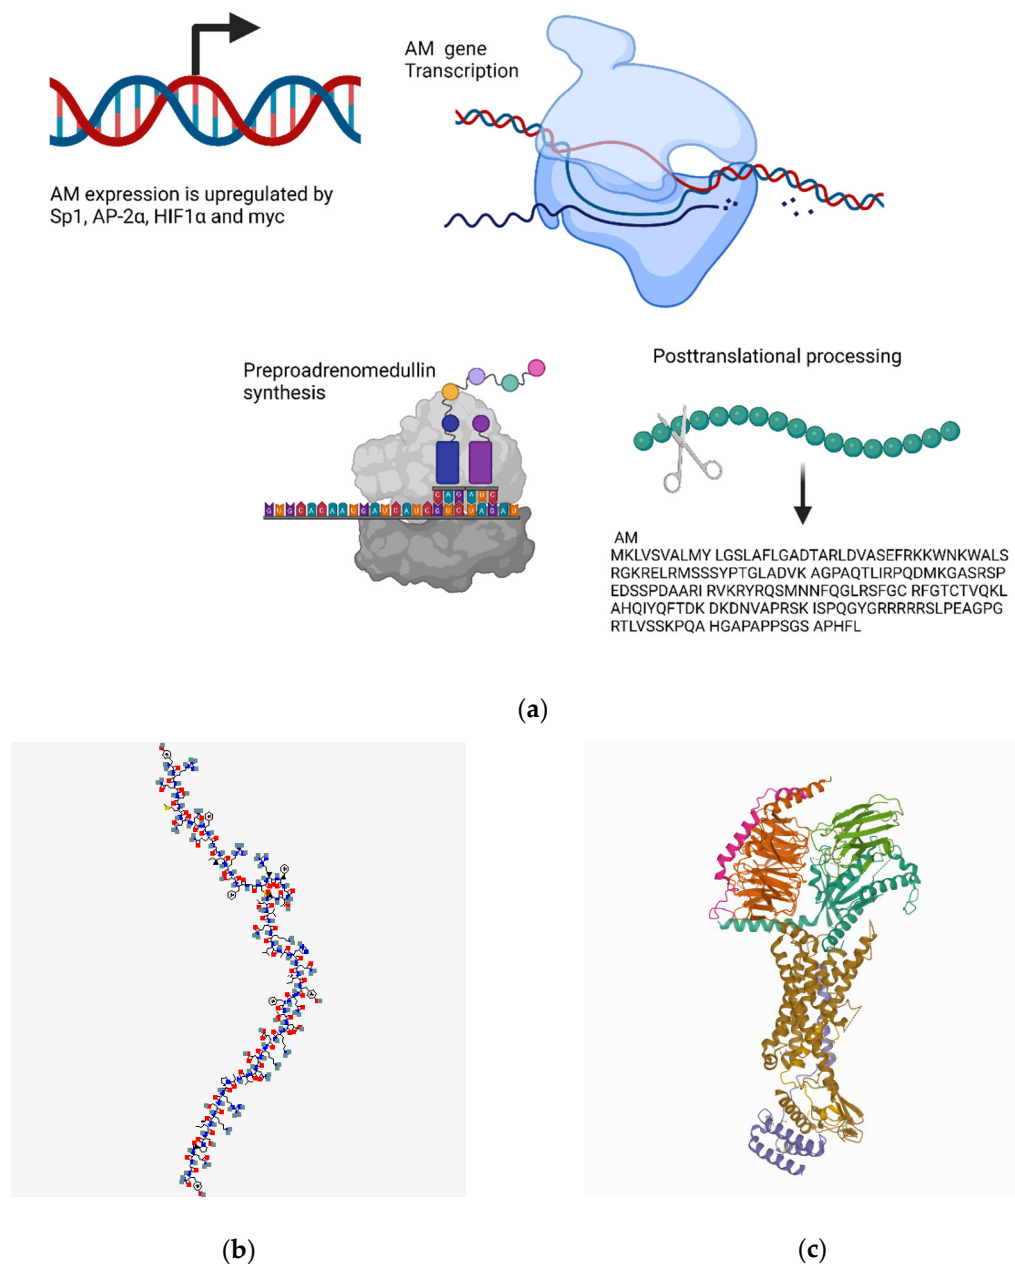 AM gene
Transcription
AM expression is upregulated by
Sp1, AP-2α, HIF1α and myc
Preproadrenomedullin
synthesis
C A G A U C
G U G C A C A A U G A U C A U C G U C U A G A U
Posttranslational processing
AM
MKLVSVALMY LGSLAFLGADTARLDVASEFRKKWNKWALS
RGKRELRMSSSYPTGLADVK AGPAQTLIRPQDMKGASRSP
EDSSPDAARI RVKRYRQSMNNFQGLRSFGC RFGTCTVQKL
AHQIYQFTDK DKDNVAPRSK ISPQGYGRRRRRSLPEAGPG
RTLVSSKPQA HGAPAPPSGS APHFL
(a)
(b)
(c)